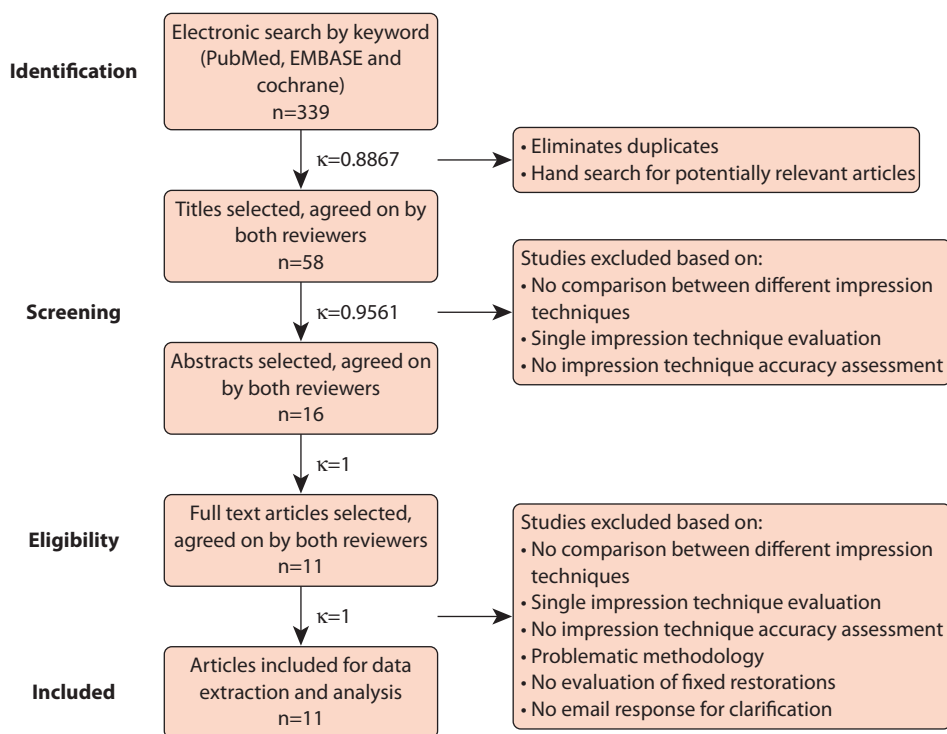 Identification
Electronic search by keyword
(PubMed, EMBASE and
cochrane)
n=339
κ=0.8867
• Eliminates duplicates
• Hand search for potentially relevant articles
Titles selected, agreed on by
both reviewers
n=58
Screening
κ=0.9561
Studies excluded based on:
• No comparison between different impression
techniques
• Single impression technique evaluation
• No impression technique accuracy assessment
Abstracts selected, agreed on
by both reviewers
n=16
κ=1
Eligibility
Full text articles selected,
agreed on by both reviewers
n=11
κ=1
Studies excluded based on:
• No comparison between different impression
techniques
• Single impression technique evaluation
• No impression technique accuracy assessment
• Problematic methodology
• No evaluation of fixed restorations
• No email response for clarification
Included
Articles included for data
extraction and analysis
n=11